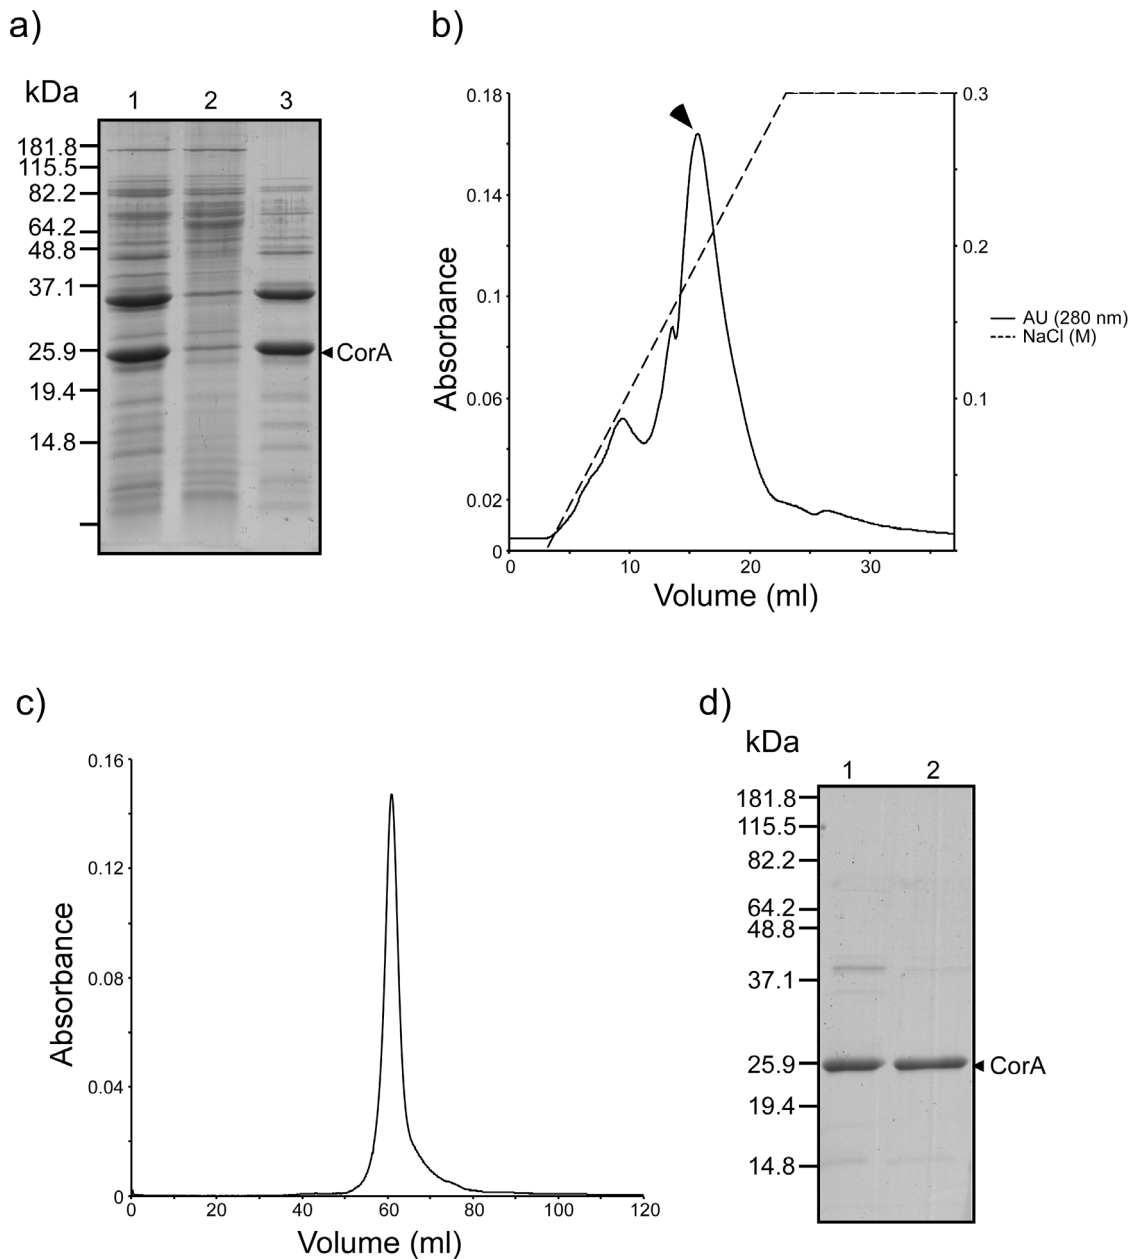 a)
kDa
1 2 3
181.8
115.5
82.2
64.2
48.8
37.1
25.9
19.4
14.8
CorA
b)
0.18
0.14
0.1
0.06
0.02
0
Absorbance
0.3
0.2
0.1
0 10 20 30
Volume (ml)
AU (280 nm)
NaCl (M)
c)
0.16
0.12
0.08
0.04
0
Absorbance
0 20 40 60 80 100 120
Volume (ml)
d)
kDa
1 2
181.8
115.5
82.2
64.2
48.8
37.1
25.9
19.4
14.8
CorA